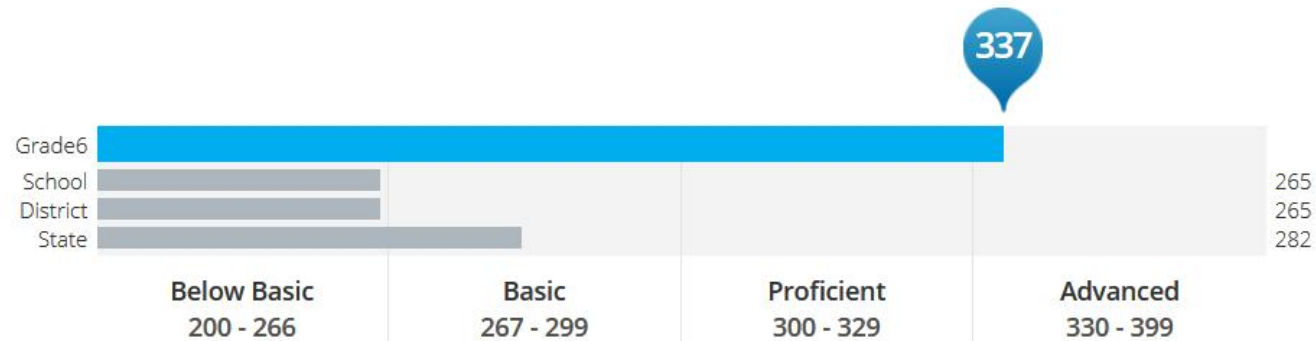 337
Grade6
School 265
District 265
State 282
Below Basic Basic Proficient Advanced
200 - 266 267 - 299 300 - 329 330 - 399